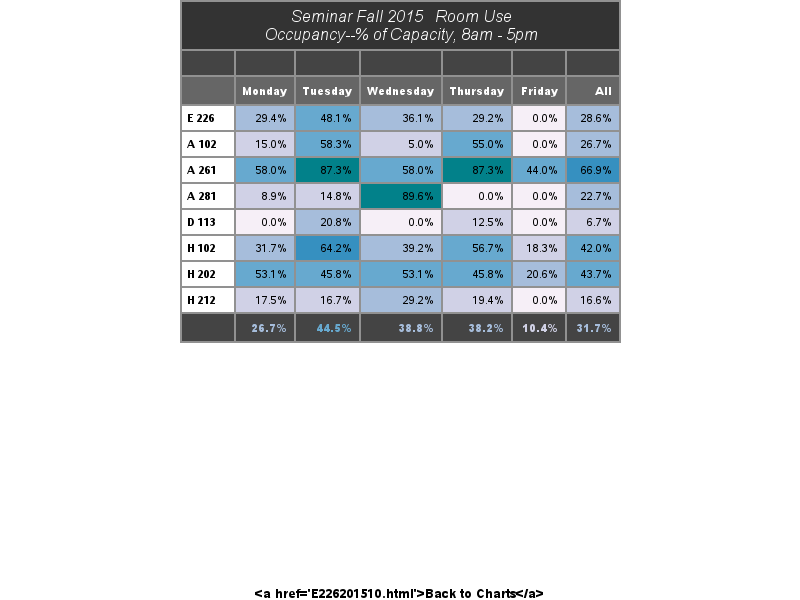 Seminar Fall 2015 Room Use
Occupancy--% of Capacity, 8am - 5pm
Monday Tuesday Wednesday Thursday Friday All
E 226 29.4% 48.1% 36.1% 29.2% 0.0% 28.6%
A 102 15.0% 58.3% 5.0% 55.0% 0.0% 26.7%
A 261 58.0% 87.3% 58.0% 87.3% 44.0% 66.9%
A 281 8.9% 14.8% 89.6% 0.0% 0.0% 22.7%
D 113 0.0% 20.8% 0.0% 12.5% 0.0% 6.7%
H 102 31.7% 64.2% 39.2% 56.7% 18.3% 42.0%
H 202 53.1% 45.8% 53.1% 45.8% 20.6% 43.7%
H 212 17.5% 16.7% 29.2% 19.4% 0.0% 16.6%
26.7% 44.5% 38.8% 38.2% 10.4% 31.7%
<a href='E226201510.html'>Back to Charts</a>